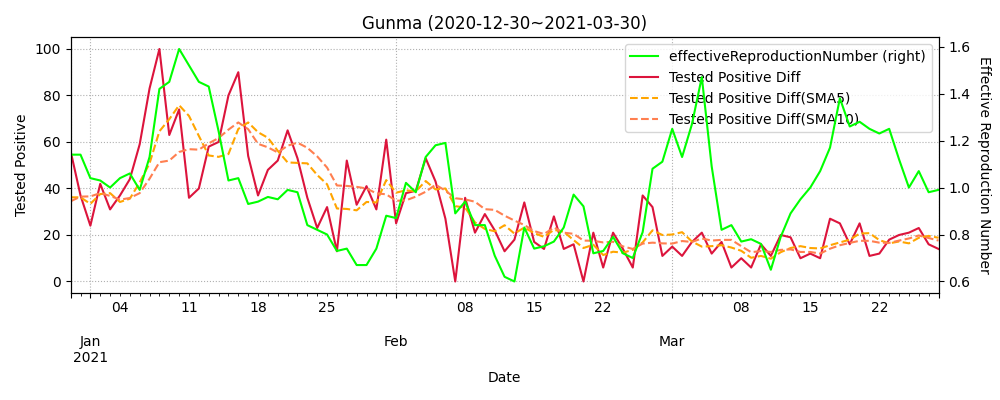 Gunma (2020-12-30~2021-03-30)
effectiveReproductionNumber (right)
Tested Positive Diff
Tested Positive Diff(SMA5)
Tested Positive Diff(SMA10)
Tested Positive
100
80
60
40
20
0
1.6
1.4
1.2
1.0
0.8
0.6
Effective Reproduction Number
04 11 18 25 08 15 22 08 15 22
Jan Feb Mar
2021
Date